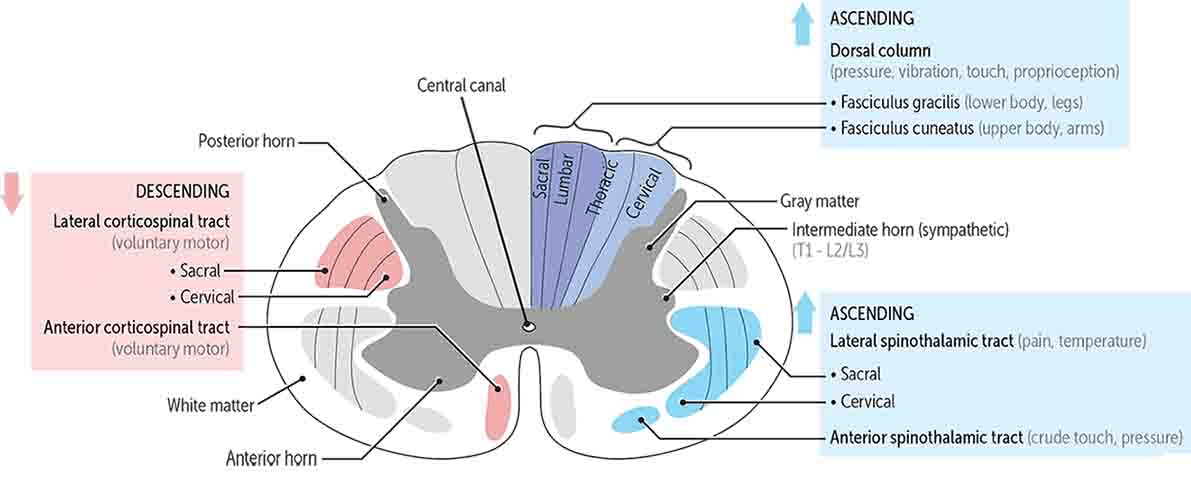 ASCENDING
Dorsal column
(pressure, vibration, touch, proprioception)
• Fasciculus gracilis (lower body, legs)
• Fasciculus cuneatus (upper body, arms)
Central canal
Posterior horn
DESCENDING
Lateral corticospinal tract
(voluntary motor)
• Sacral
• Cervical
Anterior corticospinal tract
(voluntary motor)
White matter
Anterior horn
Sacral
Lumbar
Thoracic
Cervical
Gray matter
Intermediate horn (sympathetic)
(T1 - L2/L3)
ASCENDING
Lateral spinothalamic tract (pain, temperature)
• Sacral
• Cervical
Anterior spinothalamic tract (crude touch, pressure)